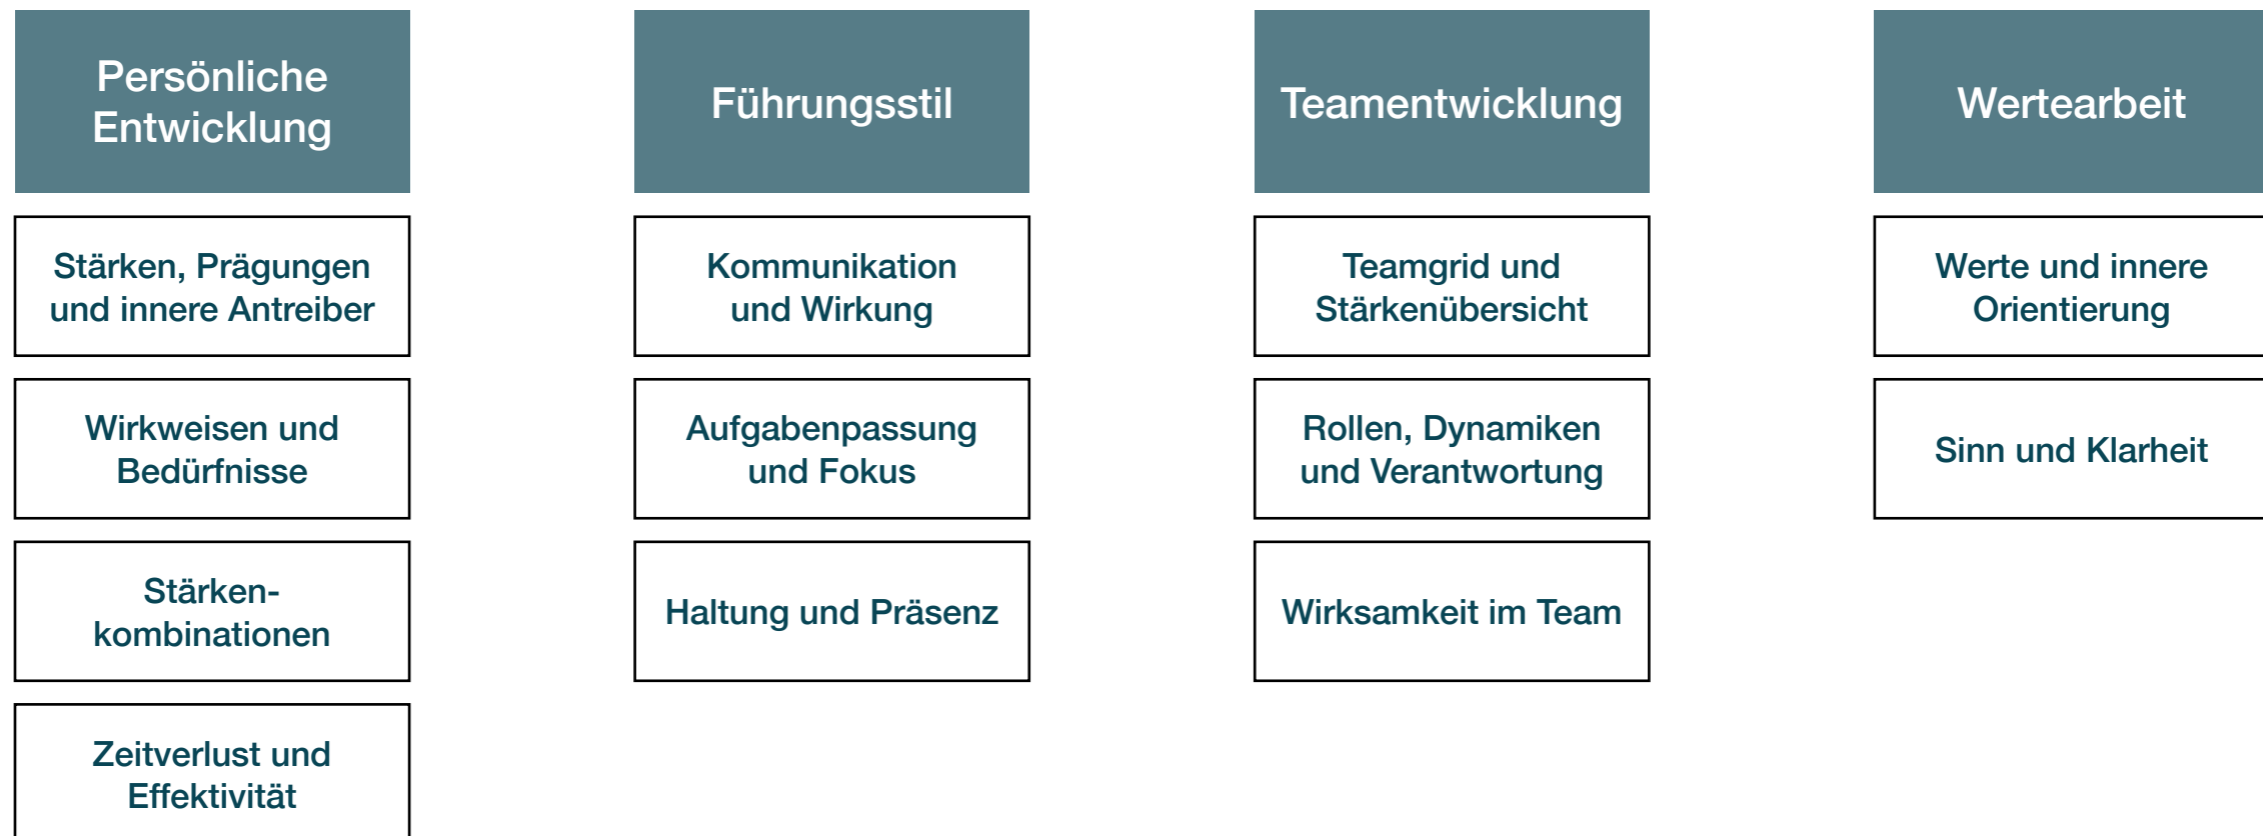 Persönliche
Entwicklung
Stärken, Prägungen
und innere Antreiber
Wirkweisen und
Bedürfnisse
Stärken-
kombinationen
Zeitverlust und
Effektivität
Führungsstil
Kommunikation
und Wirkung
Aufgabenpassung
und Fokus
Haltung und Präsenz
Teamentwicklung
Teamgrid und
Stärkenübersicht
Rollen, Dynamiken
und Verantwortung
Wirksamkeit im Team
Wertearbeit
Werte und innere
Orientierung
Sinn und Klarheit